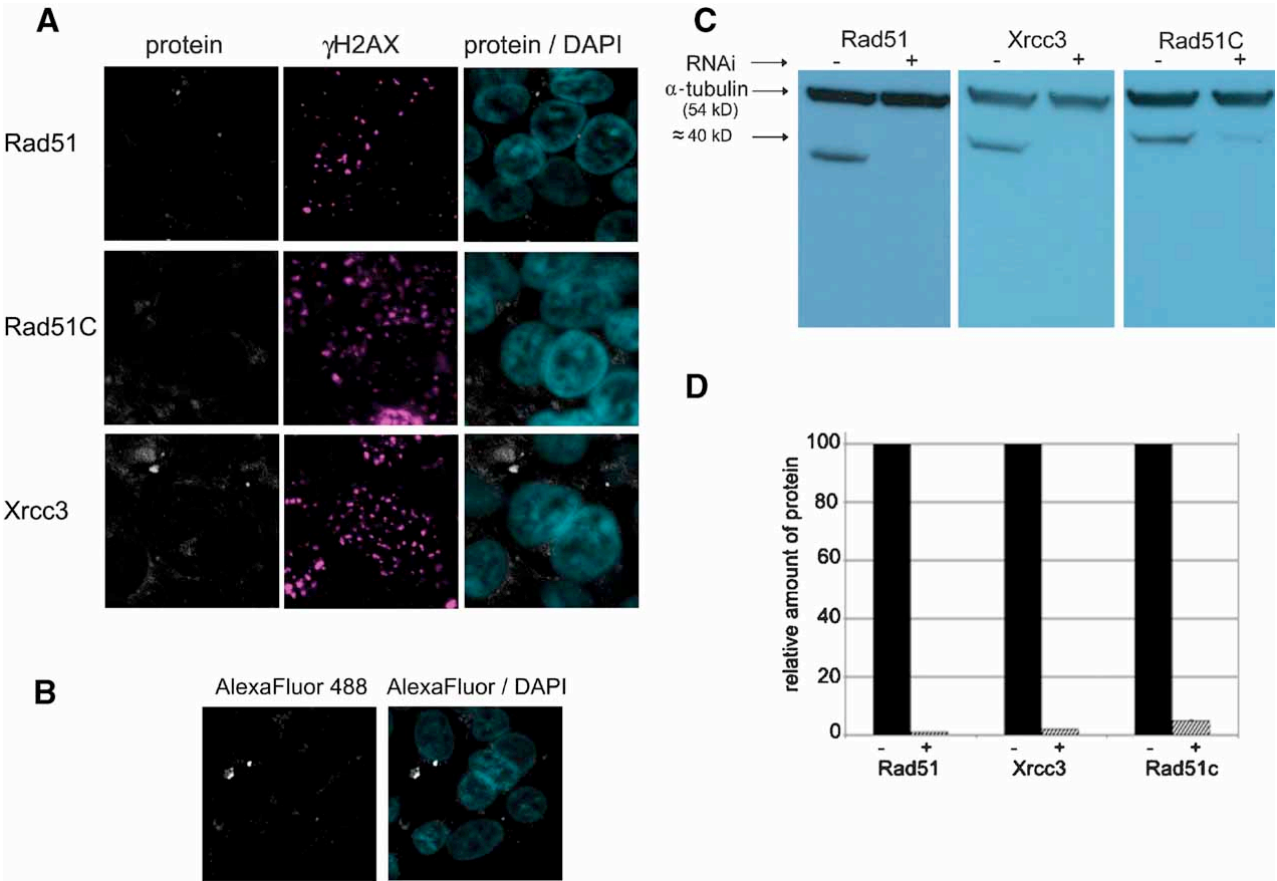 A
protein γH2AX protein / DAPI
Rad51
Rad51C
Xrcc3
B
AlexaFluor 488 AlexaFluor / DAPI
C
Rad51 Xrcc3 Rad51C
RNAi - + - + - +
α-tubulin
(54 kD)
≈ 40 kD
D
relative amount of protein
100
80
60
40
20
0
- + - + - +
Rad51 Xrcc3 Rad51c